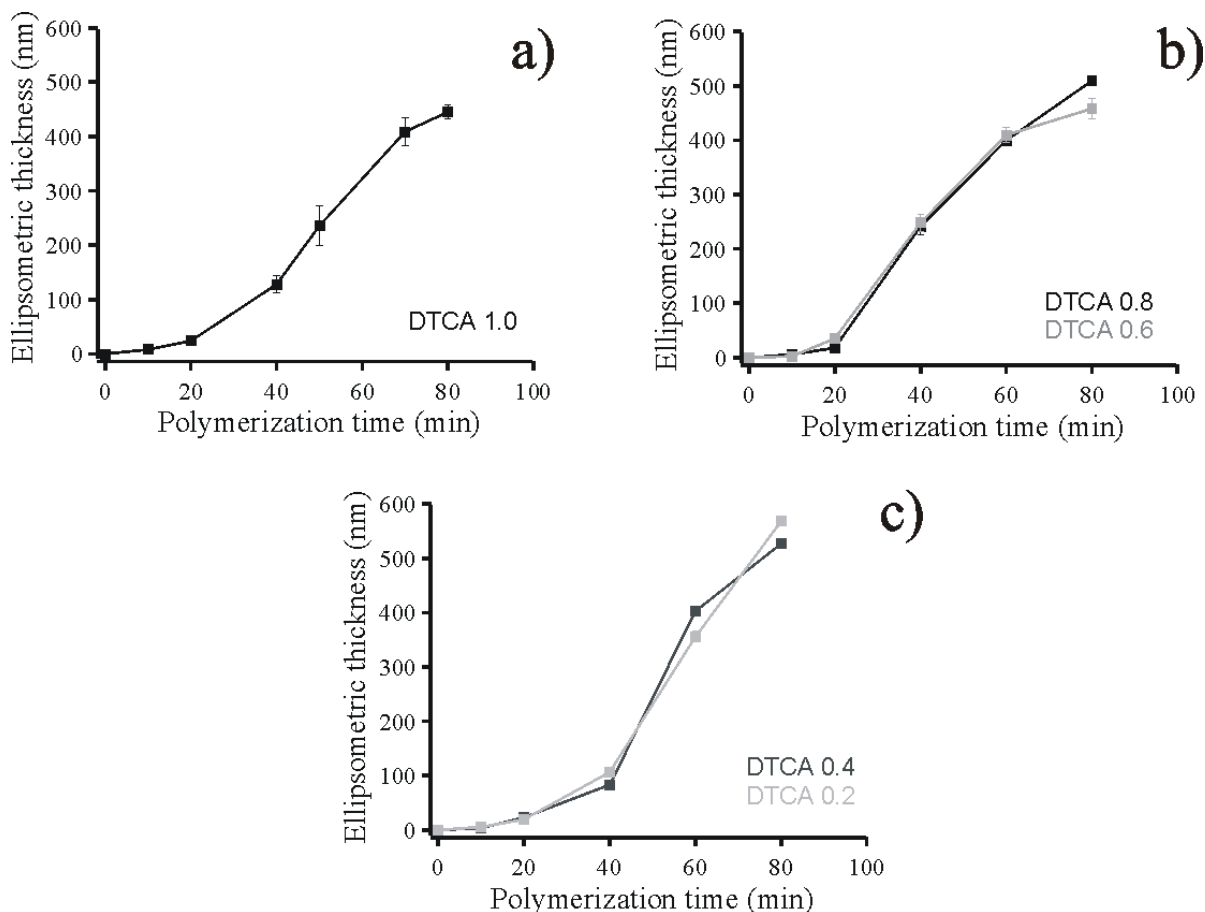 a)
Ellipsometric thickness (nm)
600
500
400
300
200
100
0
DTCA 1.0
0 20 40 60 80 100
Polymerization time (min)
b)
Ellipsometric thickness (nm)
600
500
400
300
200
100
0
DTCA 0.8
DTCA 0.6
0 20 40 60 80 100
Polymerization time (min)
c)
Ellipsometric thickness (nm)
600
500
400
300
200
100
0
DTCA 0.4
DTCA 0.2
0 20 40 60 80 100
Polymerization time (min)